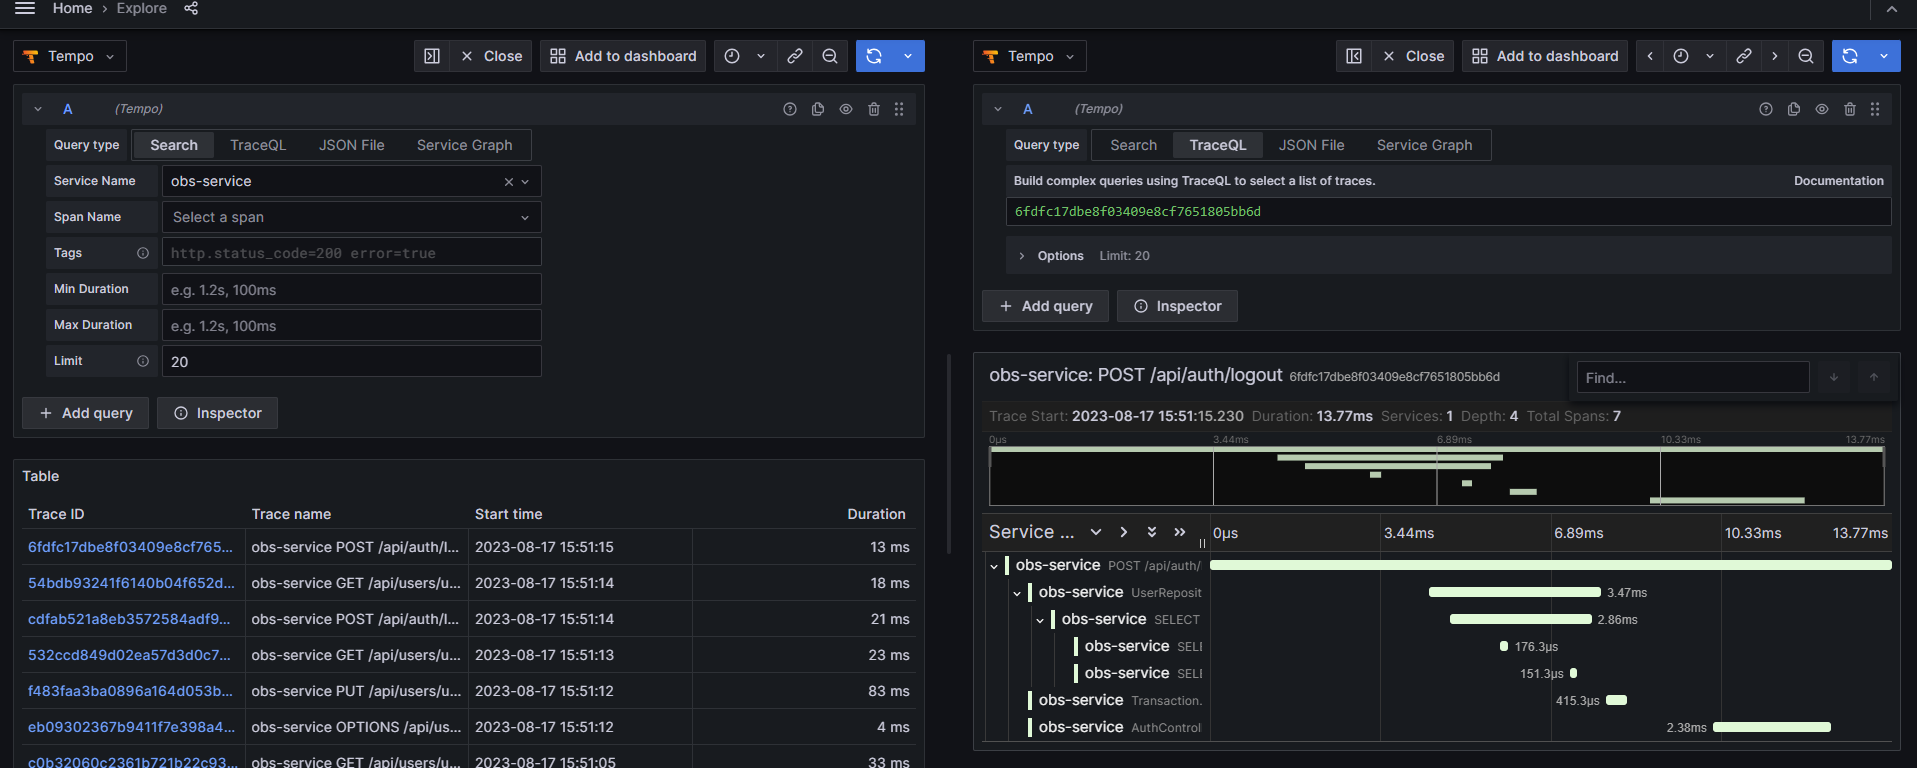 Home > Explore
Tempo
Close
Add to dashboard
A (Tempo)
Query type Search TraceQL JSON File Service Graph
Service Name obs-service
Span Name Select a span
Tags http.status_code=200 error=true
Min Duration e.g. 1.2s, 100ms
Max Duration e.g. 1.2s, 100ms
Limit 20
+ Add query Inspector
Table
Trace ID Trace name Start time Duration
6fdfc17dbe8f03409e8cf765... obs-service POST /api/auth/l... 2023-08-17 15:51:15 13 ms
54bdb93241f6140b04f652d... obs-service GET /api/users/u... 2023-08-17 15:51:14 18 ms
cdfab521a8eb3572584adf9... obs-service POST /api/auth/l... 2023-08-17 15:51:14 21 ms
532ccd849d02ea57d3d0c7... obs-service GET /api/users/u... 2023-08-17 15:51:13 23 ms
f483faa3ba0896a164d053b... obs-service PUT /api/users/u... 2023-08-17 15:51:12 83 ms
eb09302367b9411f7e398a4... obs-service OPTIONS /api/us... 2023-08-17 15:51:12 4 ms
c0b32060c2361b721b22c93... obs-service GET /api/users/u... 2023-08-17 15:51:05 33 ms
Tempo
Close
Add to dashboard
A (Tempo)
Query type Search TraceQL JSON File Service Graph
Build complex queries using TraceQL to select a list of traces. Documentation
6fdfc17dbe8f03409e8cf7651805bb6d
Options Limit: 20
+ Add query Inspector
obs-service: POST /api/auth/logout 6fdfc17dbe8f03409e8cf7651805bb6d Find...
Trace Start: 2023-08-17 15:51:15.230 Duration: 13.77ms Services: 1 Depth: 4 Total Spans: 7
0μs 3.44ms 6.89ms 10.33ms 13.77ms
Service ... 0μs 3.44ms 6.89ms 10.33ms 13.77ms
obs-service POST /api/auth/
obs-service UserReposit 3.47ms
obs-service SELECT 2.86ms
obs-service SELE 176.3μs
obs-service SELE 151.3μs
obs-service Transaction. 415.3μs
obs-service AuthControl 2.38ms